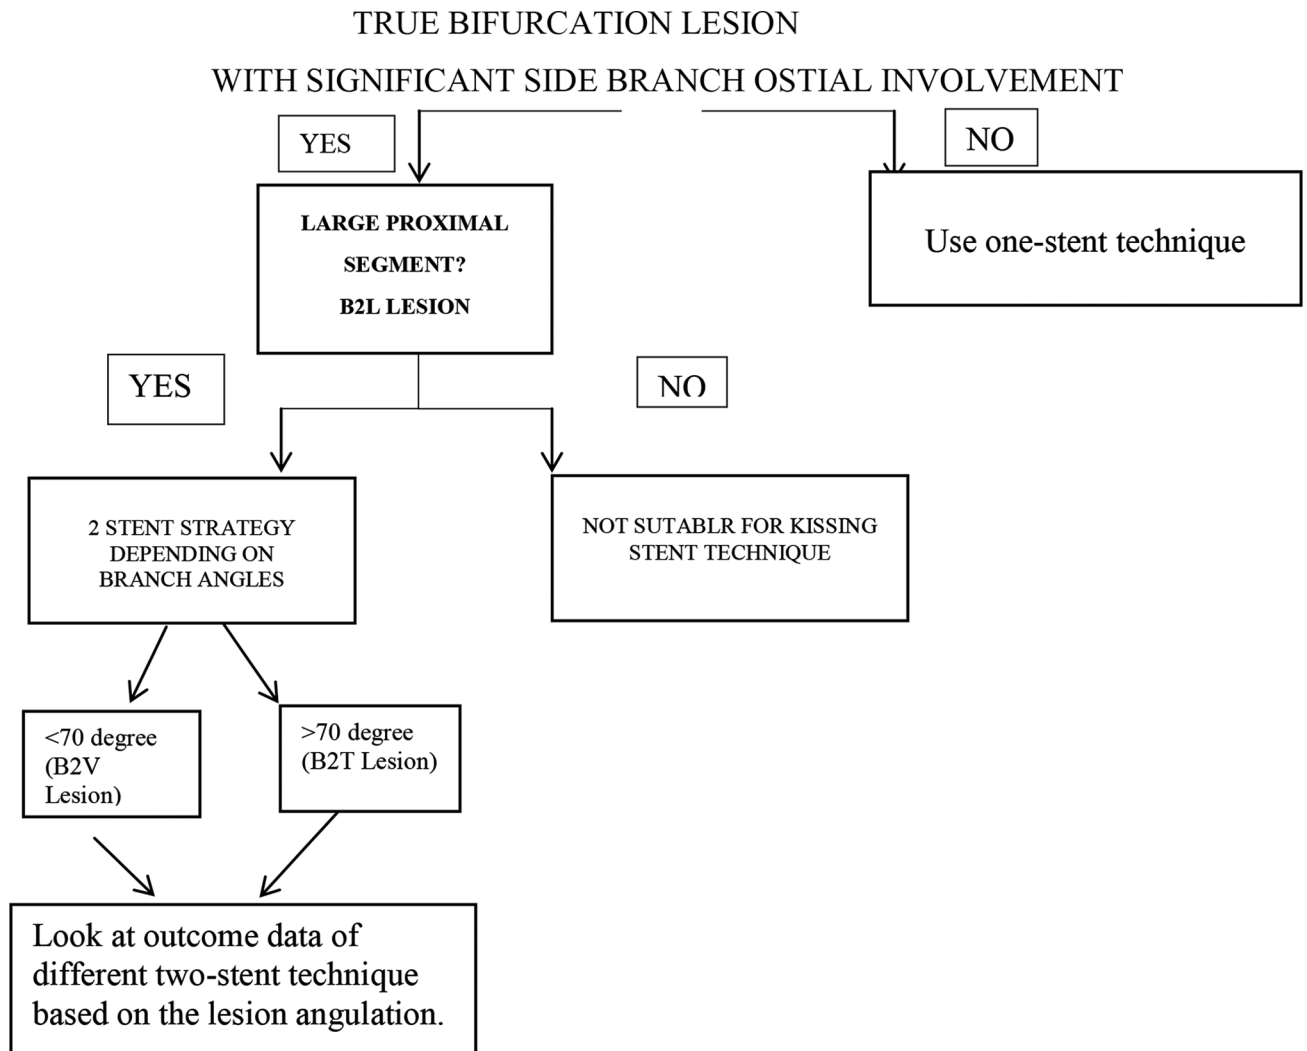 TRUE BIFURCATION LESION
WITH SIGNIFICANT SIDE BRANCH OSTIAL INVOLVEMENT
YES
NO
LARGE PROXIMAL
SEGMENT?
B2L LESION
Use one-stent technique
YES
NO
2 STENT STRATEGY
DEPENDING ON
BRANCH ANGLES
NOT SUTABLR FOR KISSING
STENT TECHNIQUE
<70 degree
(B2V
Lesion)
>70 degree
(B2T Lesion)
Look at outcome data of
different two-stent technique
based on the lesion angulation.